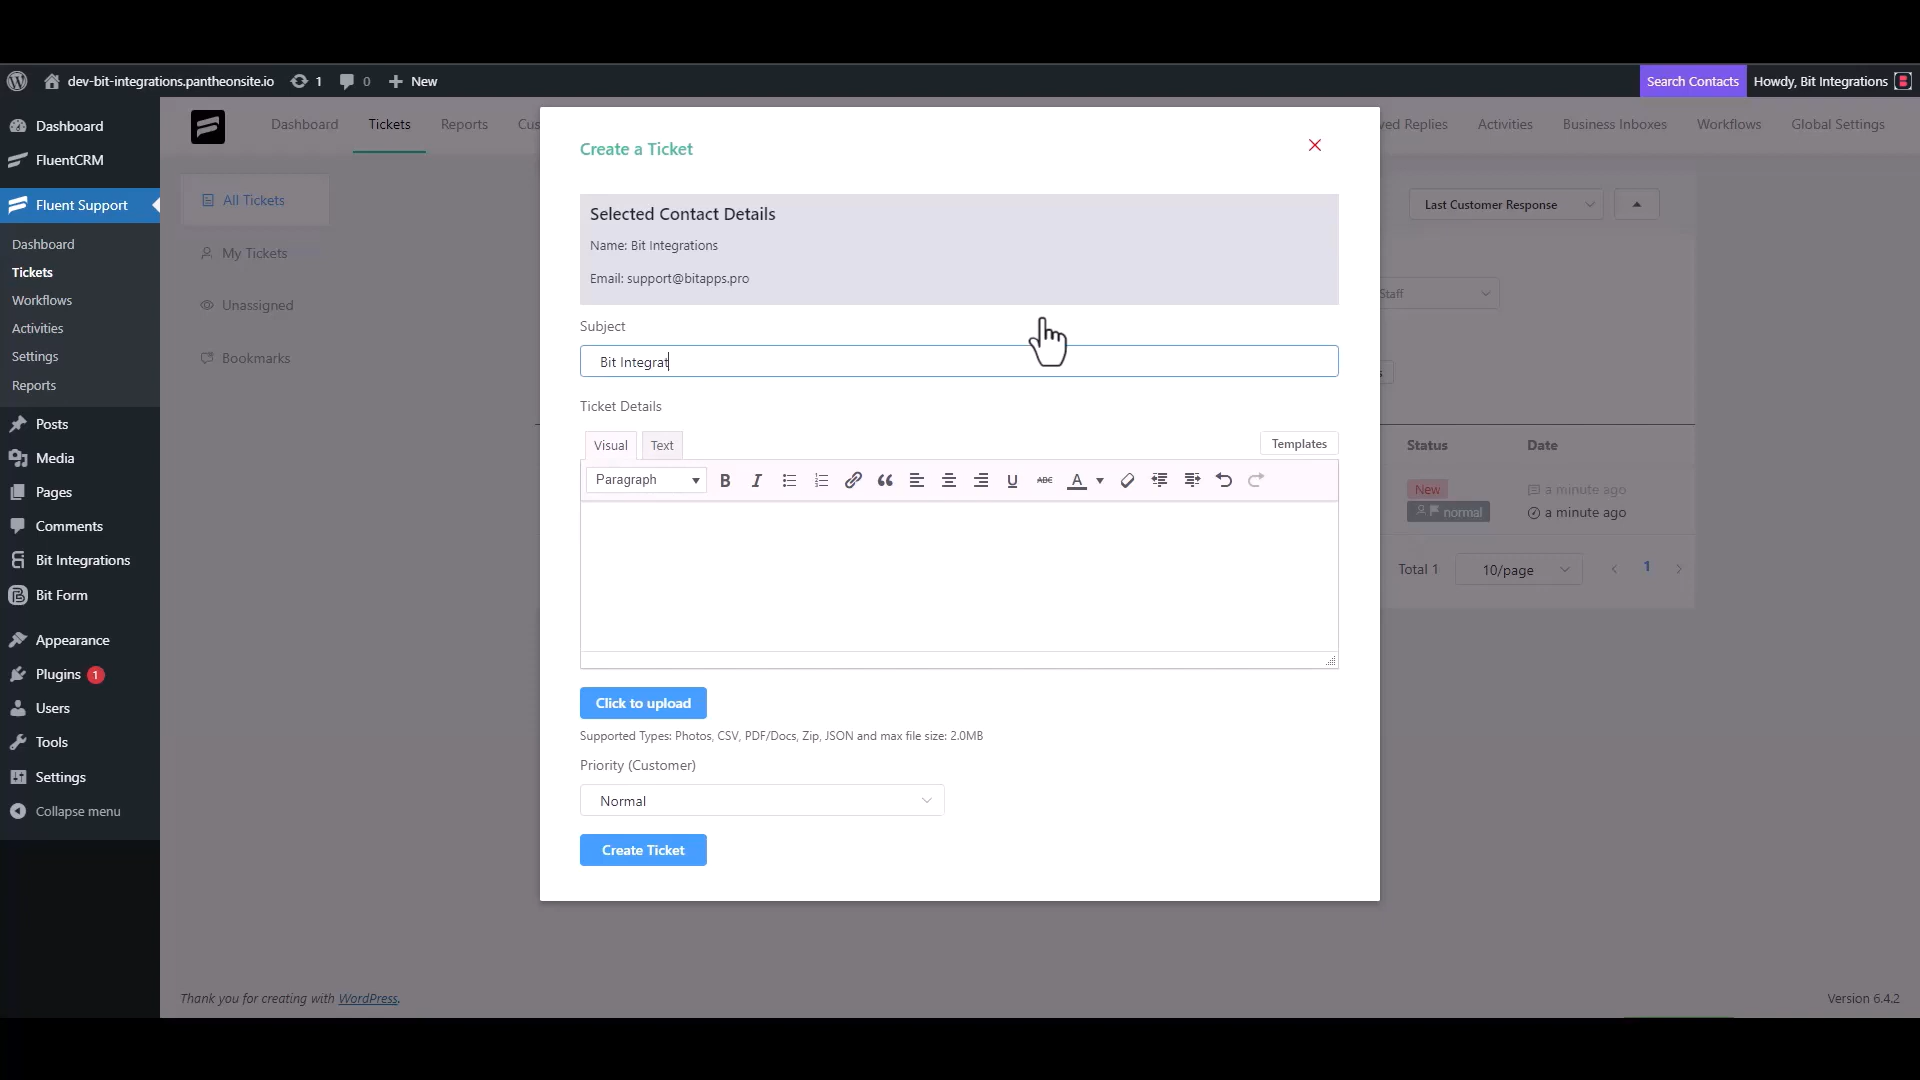 dev-bit-integrations.pantheonsite.io 1 0 New Search Contacts Howdy, Bit Integrations
Dashboard
FluentCRM
Fluent Support
Dashboard
Tickets
Workflows
Activities
Settings
Reports
Posts
Media
Pages
Comments
Bit Integrations
Bit Form
Appearance
Plugins 1
Users
Tools
Settings
Collapse menu
Dashboard Tickets Reports Cus ved Replies Activities Business Inboxes Workflows Global Settings
All Tickets
My Tickets
Unassigned
Bookmarks
Create a Ticket
Selected Contact Details
Name: Bit Integrations
Email: support@bitapps.pro
Subject
Bit Integrat
Ticket Details
Visual Text Templates
Paragraph B I U ABC A
Click to upload
Supported Types: Photos, CSV, PDF/Docs, Zip, JSON and max file size: 2.0MB
Priority (Customer)
Normal
Create Ticket
Last Customer Response
Staff
Status Date
New a minute ago
normal a minute ago
Total 1 10/page 1
Thank you for creating with WordPress. Version 6.4.2